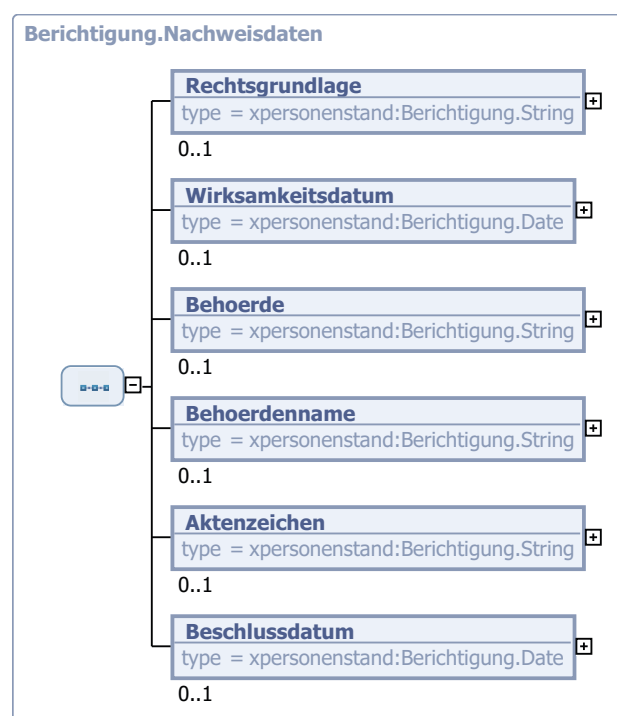 Berichtigung.Nachweisdaten
Rechtsgrundlage
type = xpersonenstand:Berichtigung.String
0..1
Wirksamkeitsdatum
type = xpersonenstand:Berichtigung.Date
0..1
Behoerde
type = xpersonenstand:Berichtigung.String
0..1
Behoerdenname
type = xpersonenstand:Berichtigung.String
0..1
Aktenzeichen
type = xpersonenstand:Berichtigung.String
0..1
Beschlussdatum
type = xpersonenstand:Berichtigung.Date
0..1